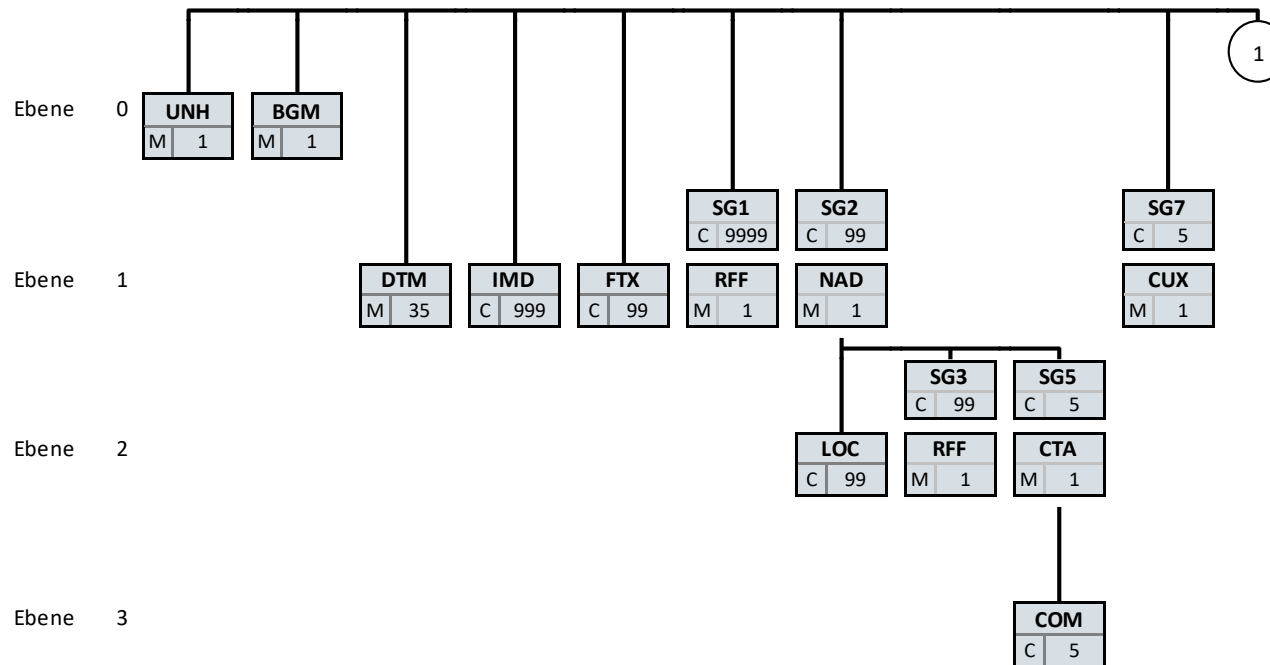 1
Ebene 0 UNH BGM
M 1 M 1
SG1 SG2 SG7
C 9999 C 99 C 5
Ebene 1 DTM IMD FTX RFF NAD CUX
M 35 C 999 C 99 M 1 M 1 M 1
SG3 SG5
C 99 C 5
Ebene 2 LOC RFF CTA
C 99 M 1 M 1
Ebene 3 COM
C 5